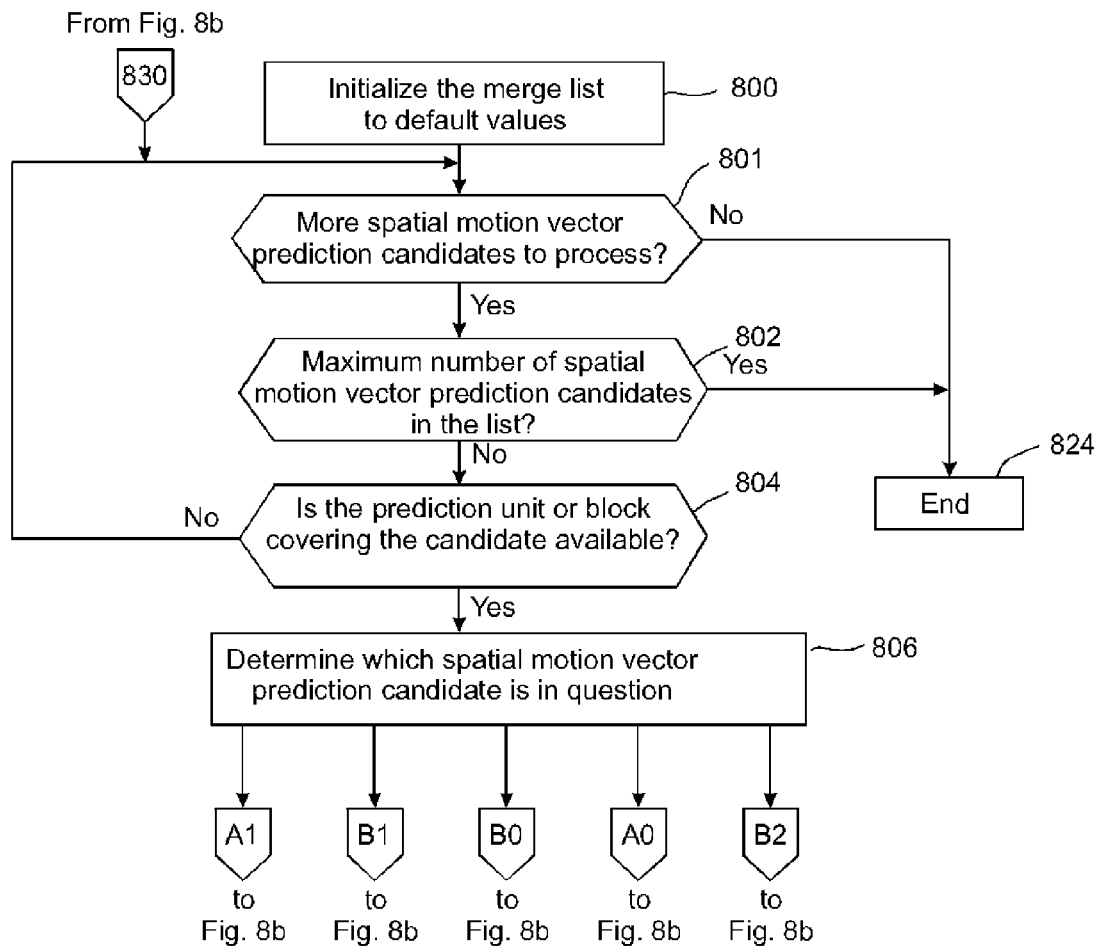 From Fig. 8b
830
Initialize the merge list
to default values
800
801
More spatial motion vector
prediction candidates to process?
No
Yes
802
Maximum number of spatial
motion vector prediction candidates
in the list?
Yes
No
824
End
804
Is the prediction unit or block
covering the candidate available?
No
Yes
806
Determine which spatial motion vector
prediction candidate is in question
A1 B1 B0 A0 B2
to to to to to
Fig. 8b Fig. 8b Fig. 8b Fig. 8b Fig. 8b